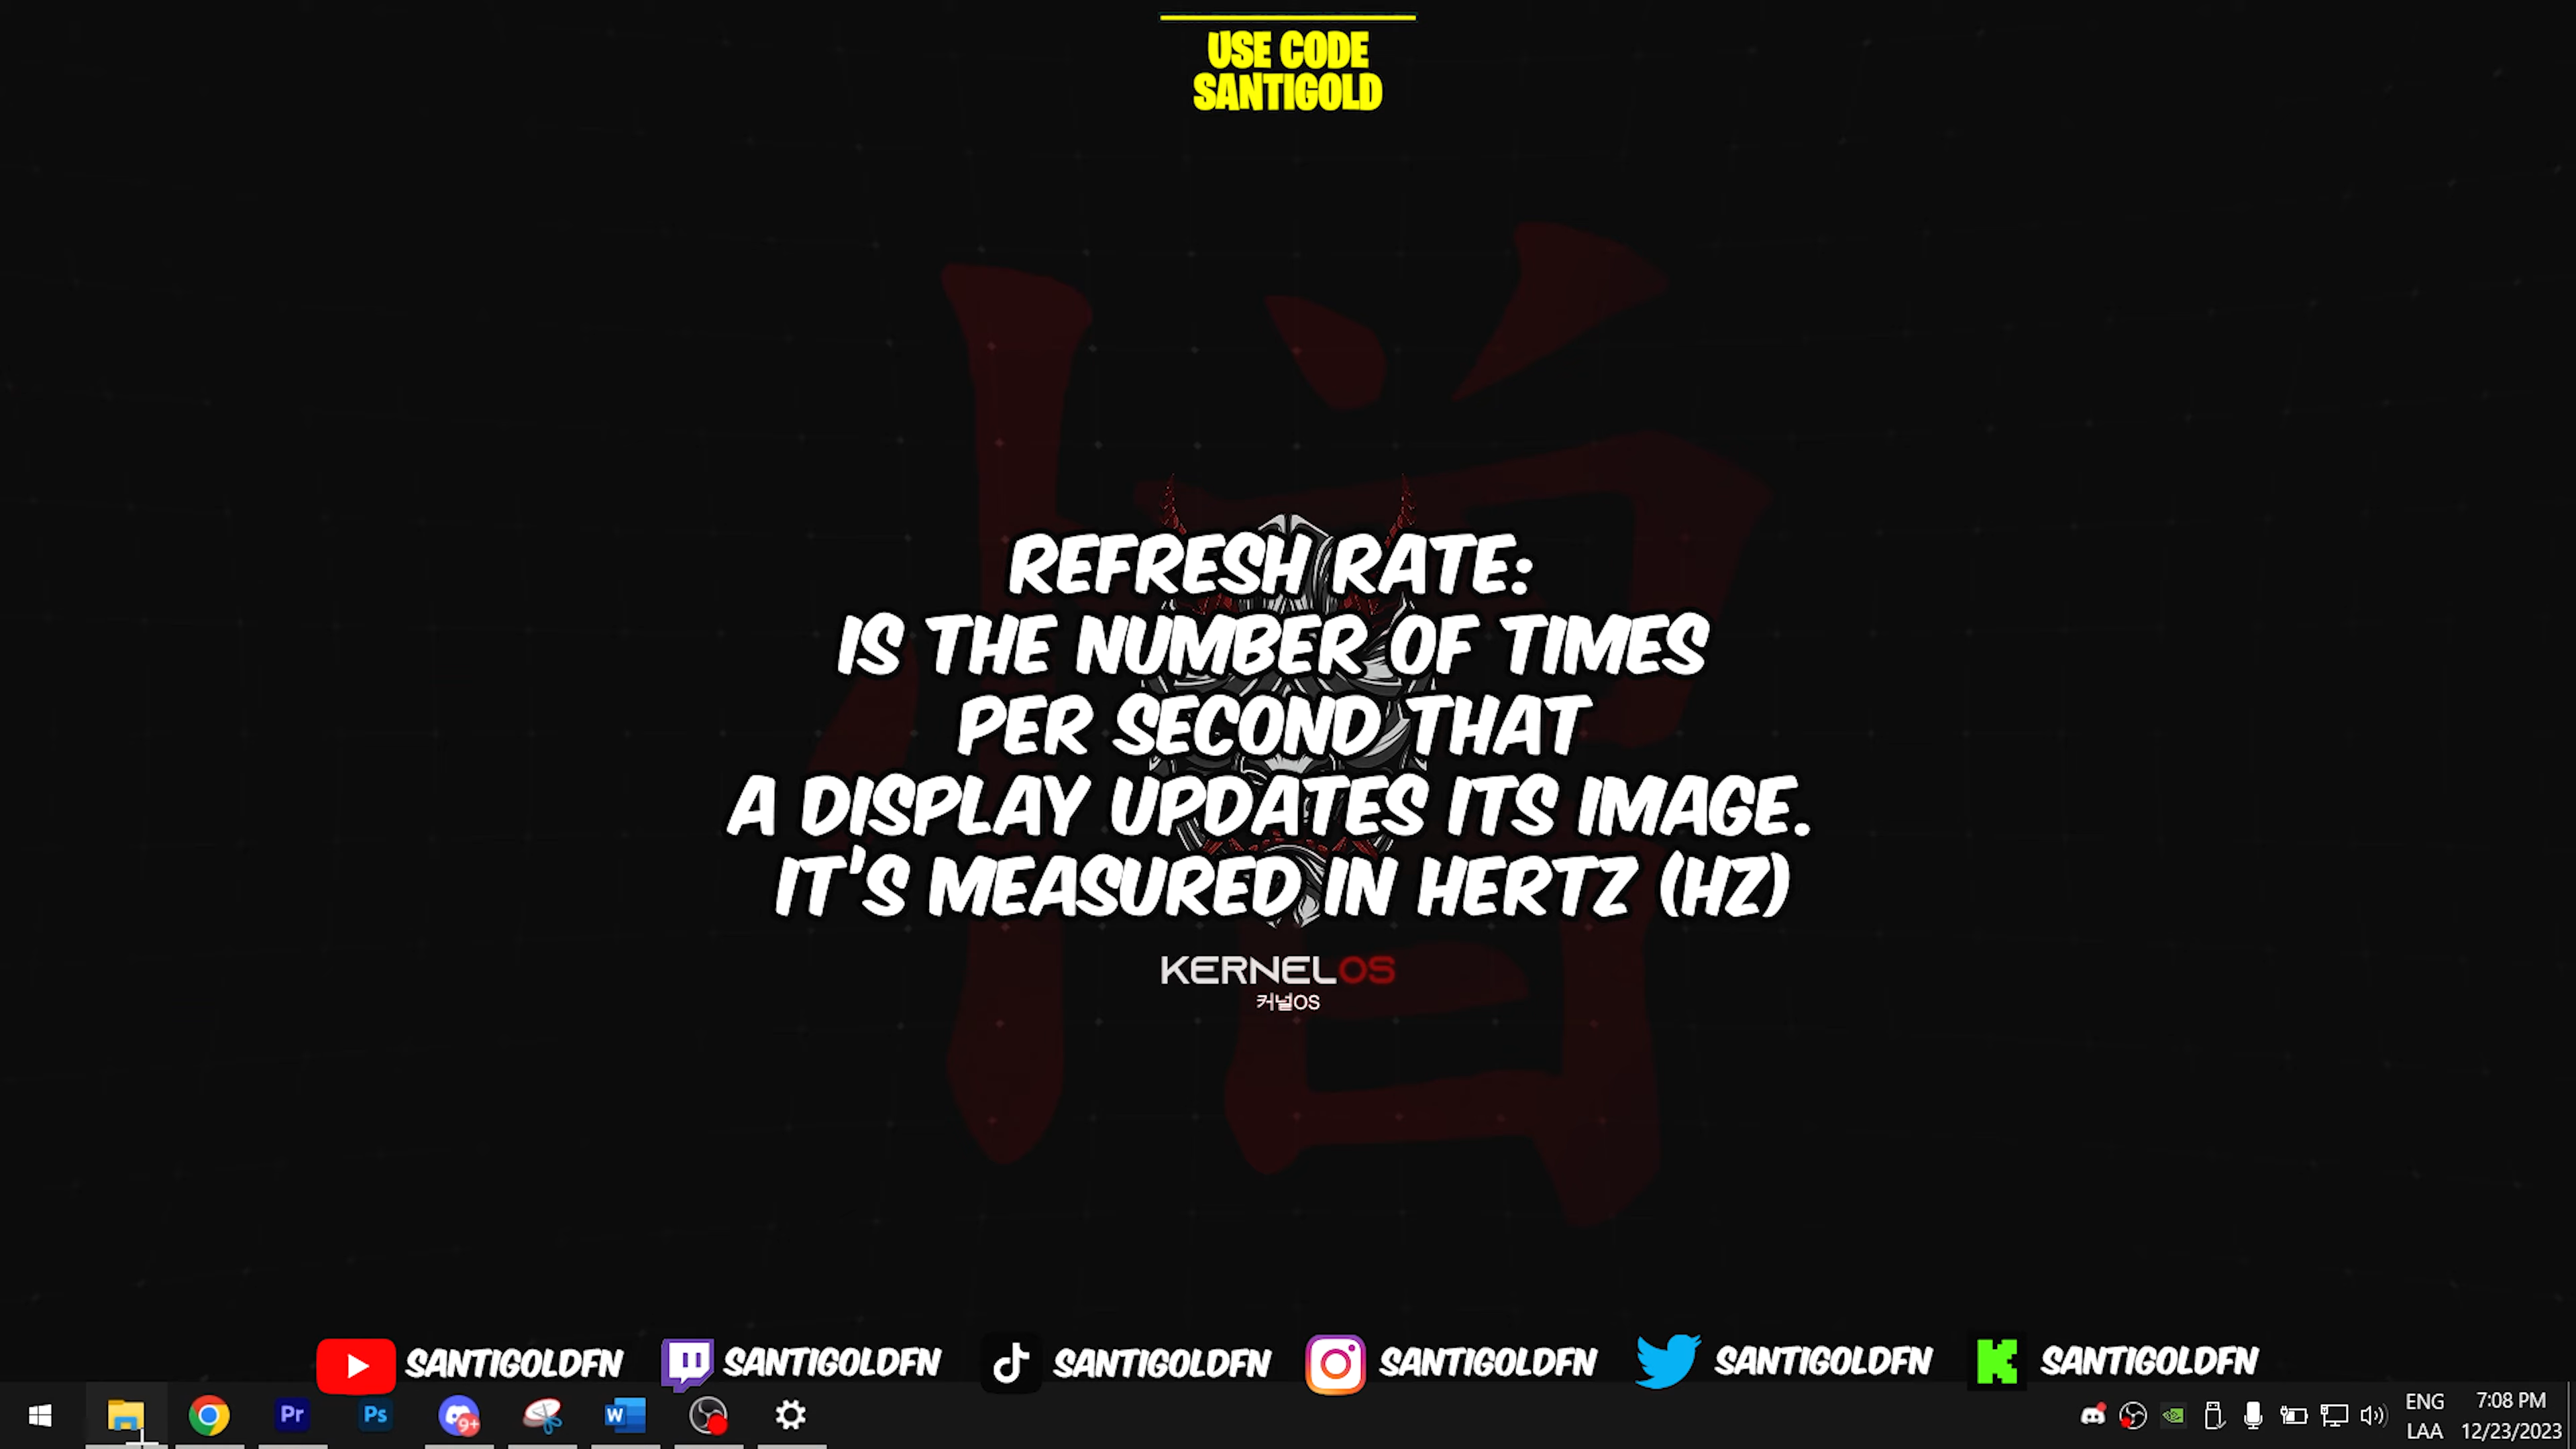 USE CODE
SANTIGOLD
REFRESH RATE:
IS THE NUMBER OF TIMES
PER SECOND THAT
A DISPLAY UPDATES ITS IMAGE.
IT'S MEASURED IN HERTZ (HZ)
KERNELOS
커널OS
SANTIGOLDFN SANTIGOLDFN SANTIGOLDFN SANTIGOLDFN SANTIGOLDFN SANTIGOLDFN
Pr Ps 9+ W
ENG 7:08 PM
LAA 12/23/2023